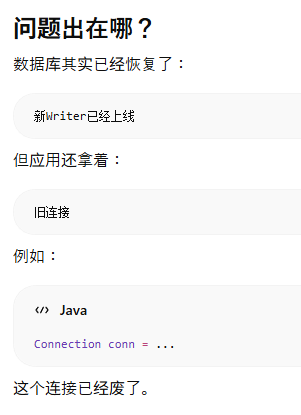 问题出在哪？
数据库其实已经恢复了：
新Writer已经上线
但应用还拿着：
旧连接
例如：
</> Java
Connection conn = ...
这个连接已经废了。